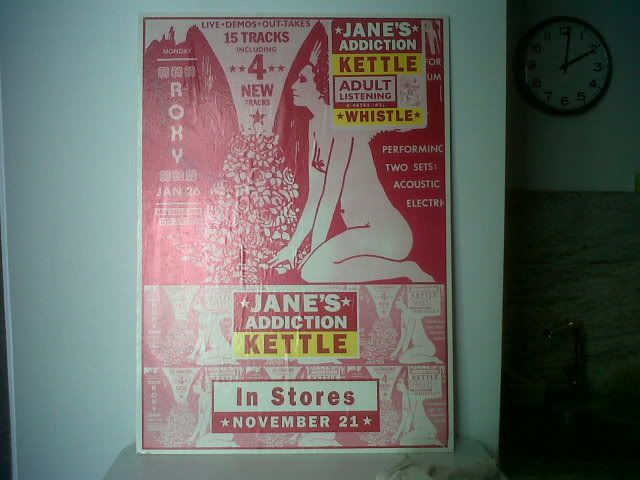 LIVE • DEMOS • OUT-TAKES
15 TRACKS
INCLUDING
★★4★★
NEW
TRACKS
★
MONDAY
ROXY
JAN 26
★JANE'S★
ADDICTION
KETTLE
ADULT
LISTENING
★WHISTLE★
FOR
UM
PERFORMING
TWO SETS:
ACOUSTIC
ELECTRI
★JANE'S★
ADDICTION
KETTLE
In Stores
★NOVEMBER 21★